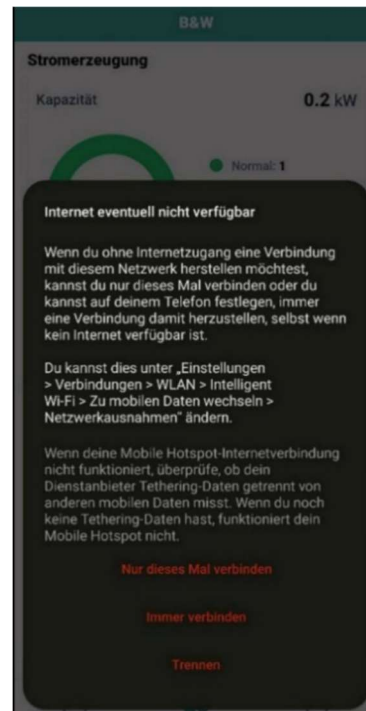 B&W
Stromerzeugung
Kapazität 0.2 kW
Normal: 1
Internet eventuell nicht verfügbar
Wenn du ohne Internetzugang eine Verbindung
mit diesem Netzwerk herstellen möchtest,
kannst du nur dieses Mal verbinden oder du
kannst auf deinem Telefon festlegen, immer
eine Verbindung damit herzustellen, selbst wenn
kein Internet verfügbar ist.
Du kannst dies unter „Einstellungen
> Verbindungen > WLAN > Intelligent
Wi-Fi > Zu mobilen Daten wechseln >
Netzwerkausnahmen" ändern.
Wenn deine Mobile Hotspot-Internetverbindung
nicht funktioniert, überprüfe, ob dein
Dienstanbieter Tethering-Daten getrennt von
anderen mobilen Daten misst. Wenn du noch
keine Tethering-Daten hast, funktioniert dein
Mobile Hotspot nicht.
Nur dieses Mal verbinden
Immer verbinden
Trennen